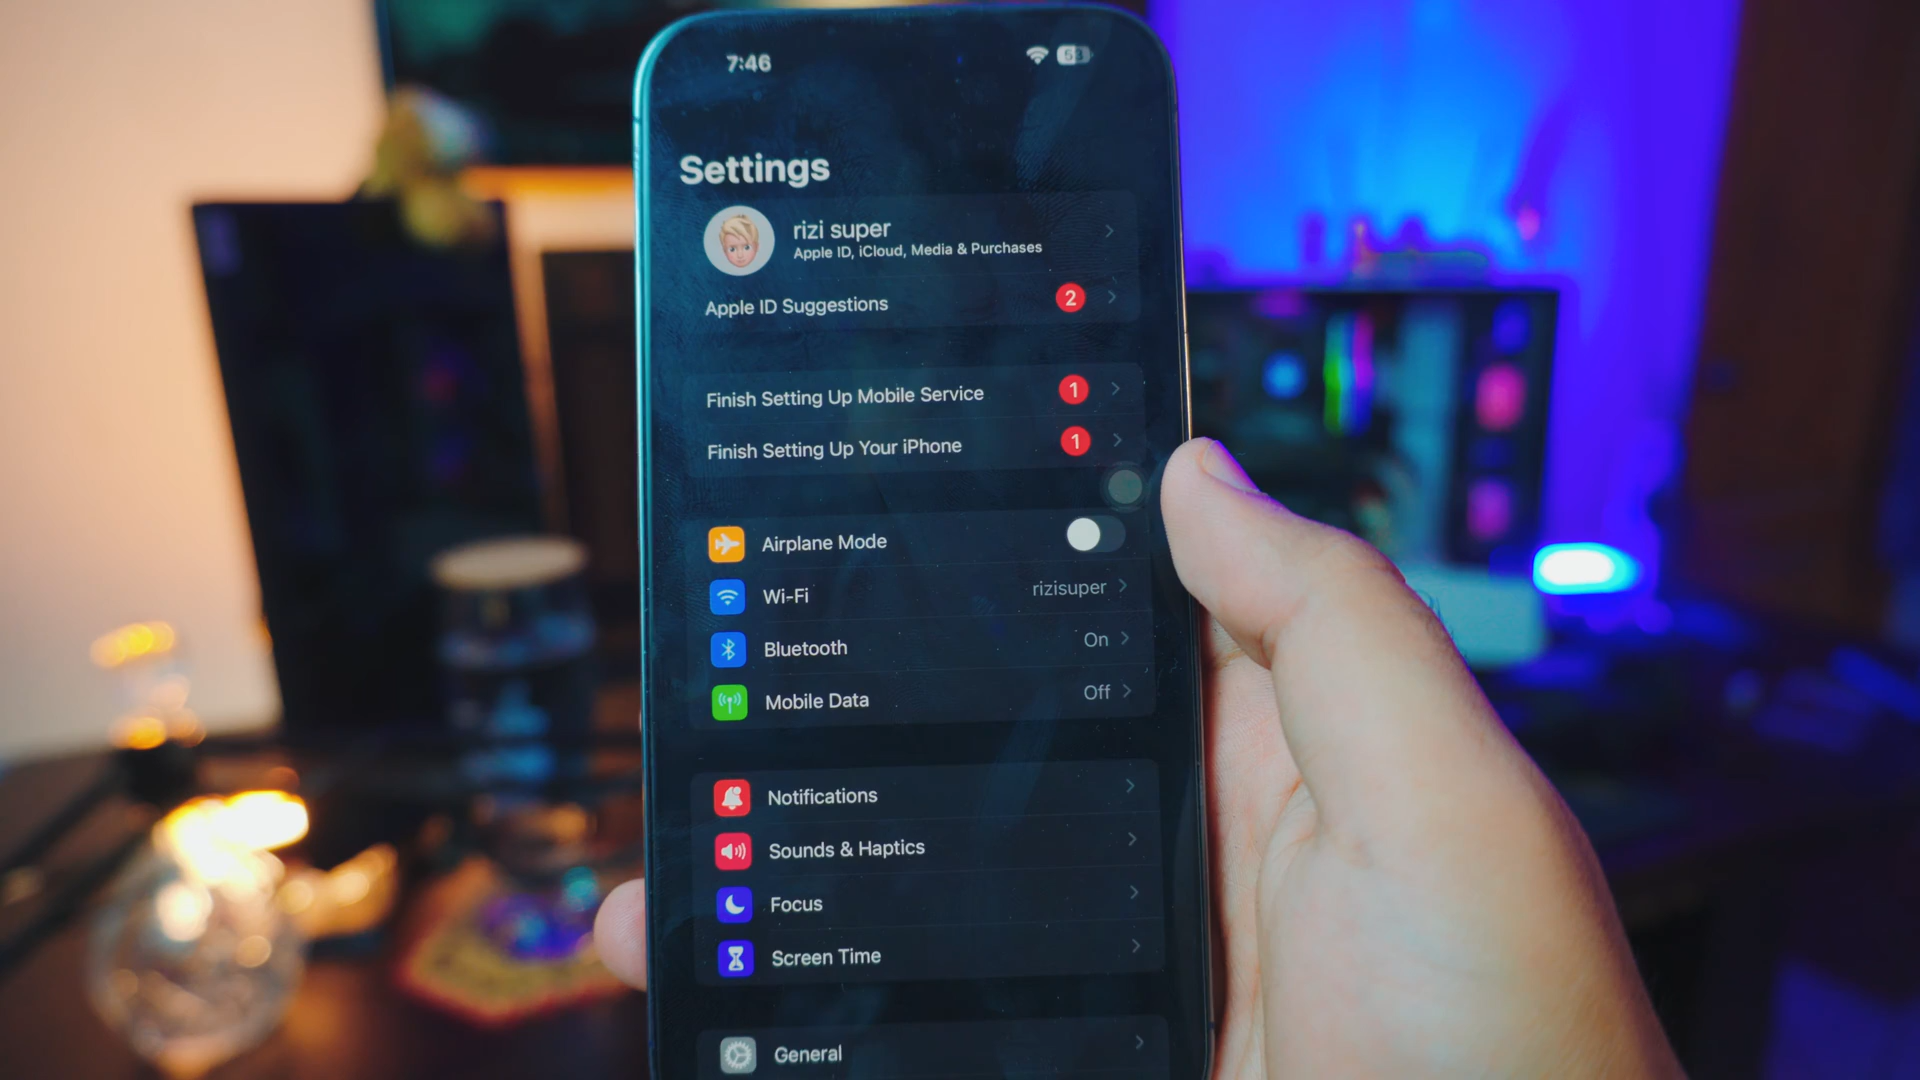 7:46
53
Settings
rizi super
Apple ID, iCloud, Media & Purchases
Apple ID Suggestions 2
Finish Setting Up Mobile Service 1
Finish Setting Up Your iPhone 1
Airplane Mode
Wi-Fi rizisuper
Bluetooth On
Mobile Data Off
Notifications
Sounds & Haptics
Focus
Screen Time
General